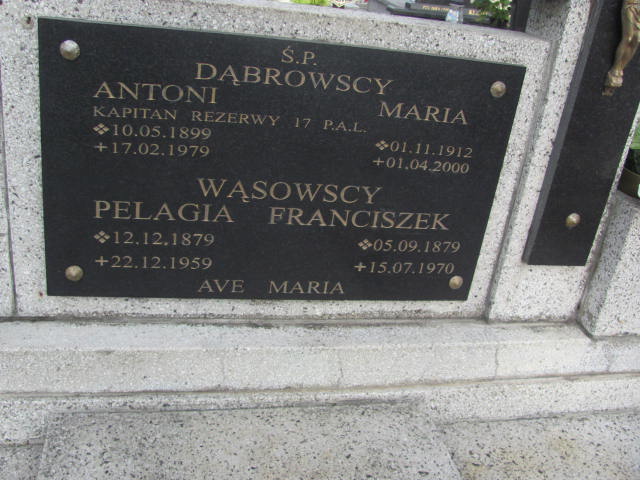 Ś.P.
DĄBROWSCY
ANTONI MARIA
KAPITAN REZERWY 17 P.A.L.
❖10.05.1899 ❖01.11.1912
+17.02.1979 +01.04.2000
WĄSOWSCY
PELAGIA FRANCISZEK
❖12.12.1879 ❖05.09.1879
+22.12.1959 +15.07.1970
AVE MARIA